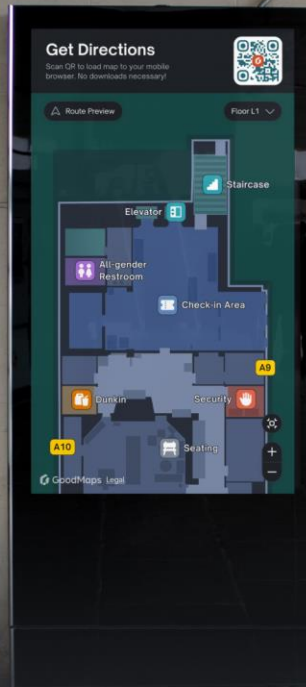 Get Directions
Scan QR to load map to your mobile
browser. No downloads necessary!
Route Preview
Floor L1
Staircase
Elevator
All-gender
Restroom
Check-in Area
A9
Dunkin
Security
A10
Seating
GoodMaps Legal